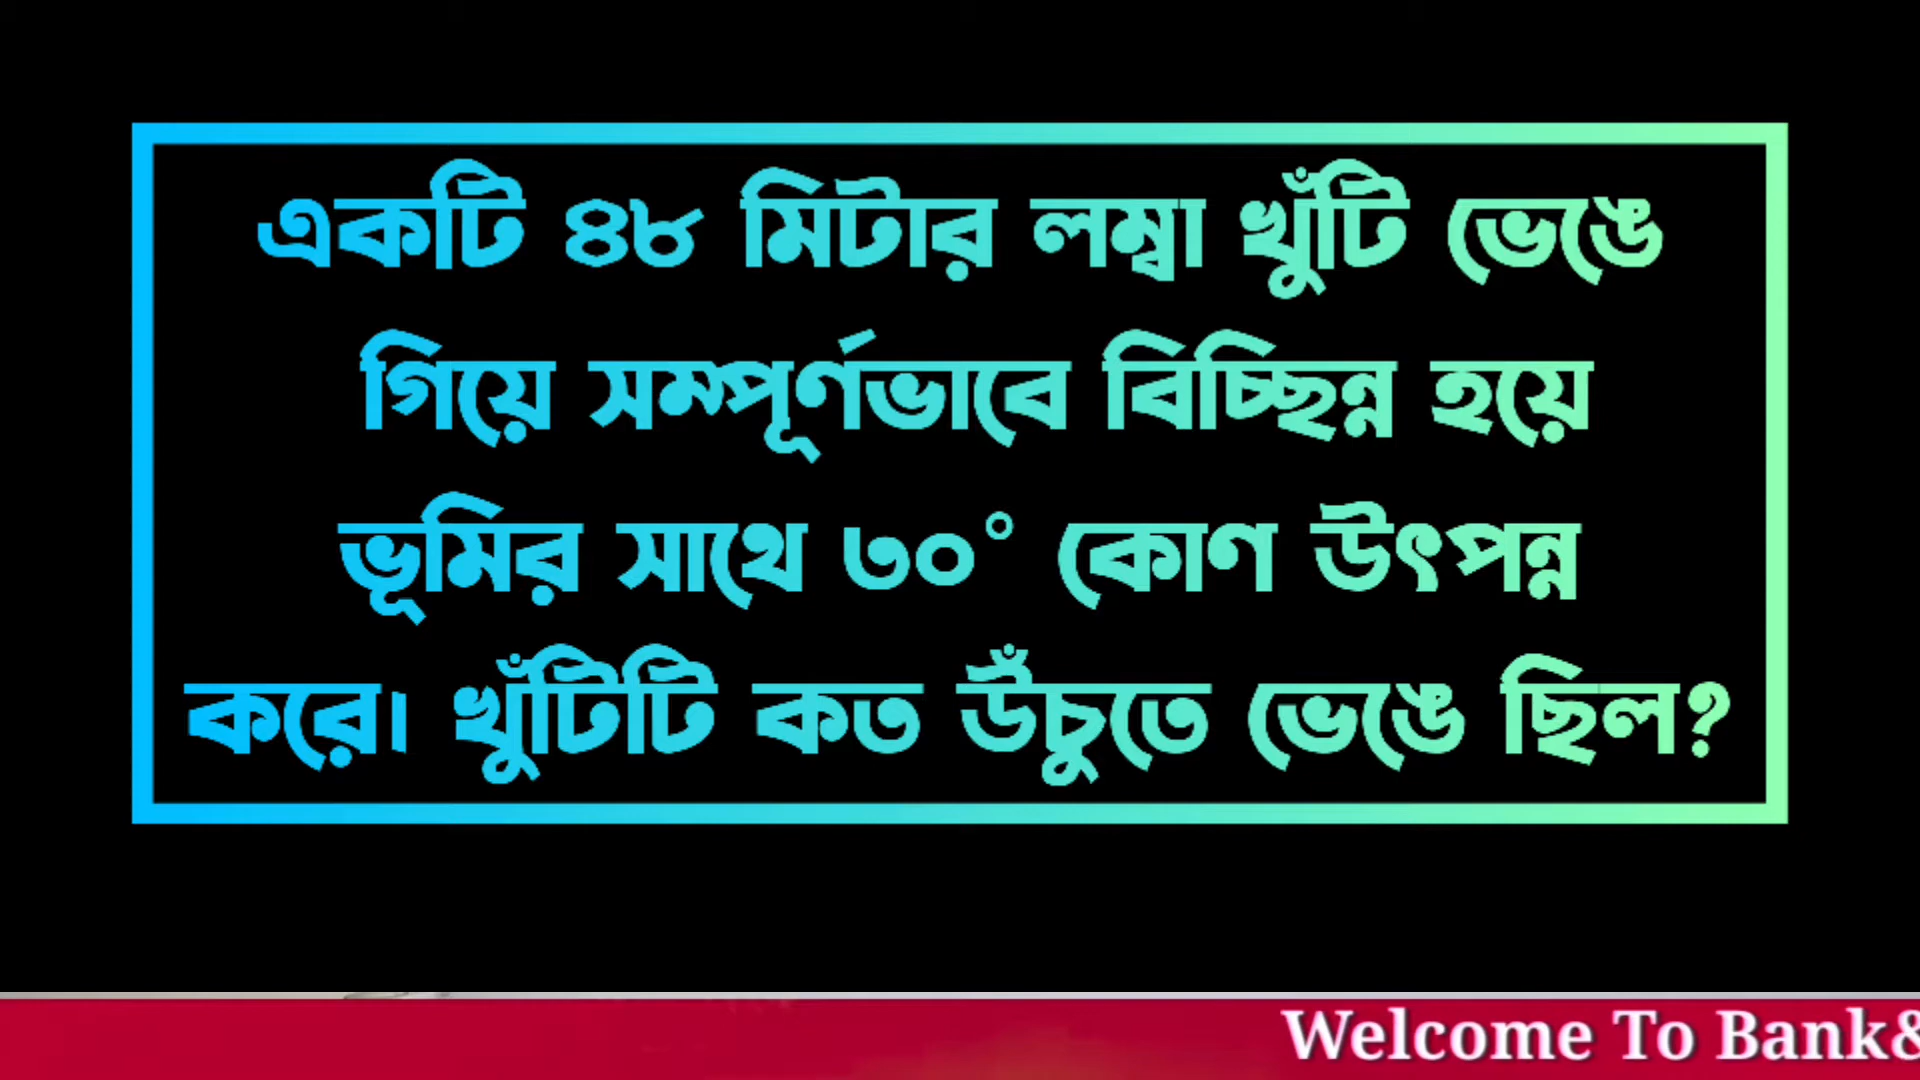 একটি ৪৮ মিটার লম্বা খুঁটি ভেঙে
গিয়ে সম্পূর্ণভাবে বিচ্ছিন্ন হয়ে
ভূমির সাথে ৩০° কোণ উৎপন্ন
করে। খুঁটিটি কত উঁচুতে ভেঙে ছিল?
Welcome To Bank&